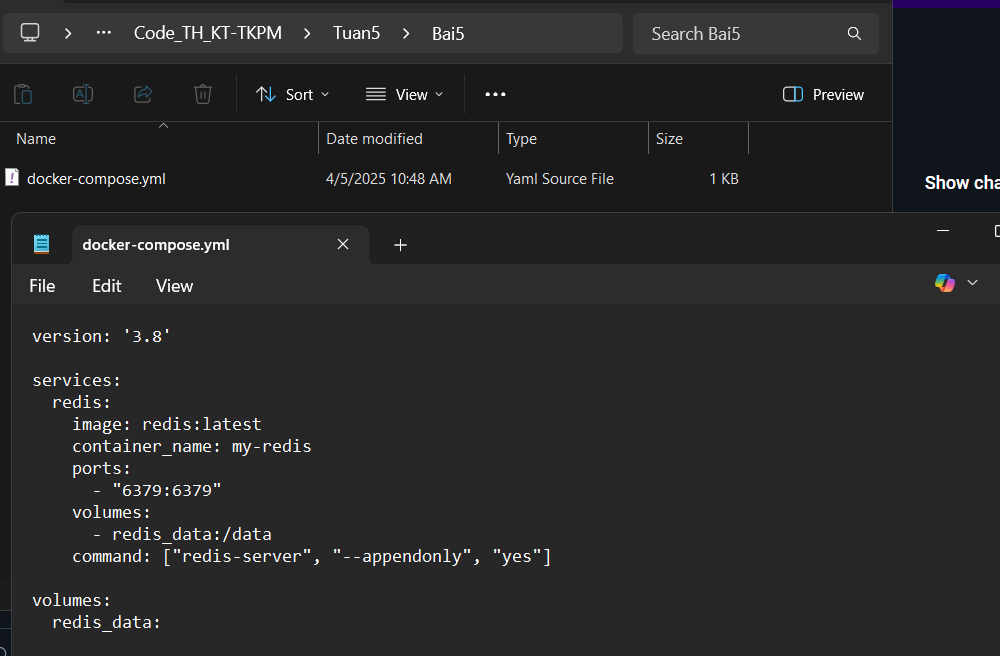 Code_TH_KT-TKPM Tuan5 Bai5 Search Bai5
Sort View Preview
Name Date modified Type Size
docker-compose.yml 4/5/2025 10:48 AM Yaml Source File 1 KB
Show cha
docker-compose.yml
File Edit View
version: '3.8'
services:
  redis:
    image: redis:latest
    container_name: my-redis
    ports:
      - "6379:6379"
    volumes:
      - redis_data:/data
    command: ["redis-server", "--appendonly", "yes"]
volumes:
  redis_data: